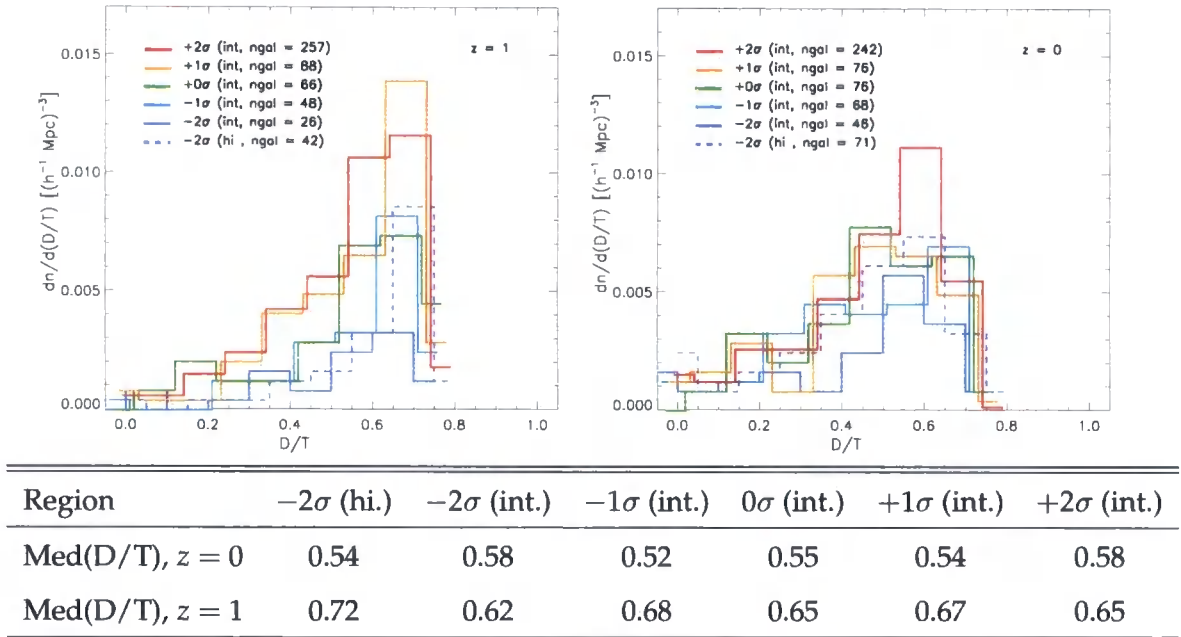 0.015
0.010
0.005
0.000
dn/d(D/T) [(h⁻¹ Mpc)⁻³]
+2σ (int, ngal = 257)
+1σ (int, ngal = 88)
+0σ (int, ngal = 66)
−1σ (int, ngal = 48)
−2σ (int, ngal = 26)
−2σ (hi , ngal = 42)
z = 1
0.0 0.2 0.4 0.6 0.8 1.0
D/T
0.015
0.010
0.005
0.000
dn/d(D/T) [(h⁻¹ Mpc)⁻³]
+2σ (int, ngal = 242)
+1σ (int, ngal = 76)
+0σ (int, ngal = 76)
−1σ (int, ngal = 68)
−2σ (int, ngal = 46)
−2σ (hi , ngal = 71)
z = 0
0.0 0.2 0.4 0.6 0.8 1.0
D/T
Region −2σ (hi.) −2σ (int.) −1σ (int.) 0σ (int.) +1σ (int.) +2σ (int.)
Med(D/T), z = 0 0.54 0.58 0.52 0.55 0.54 0.58
Med(D/T), z = 1 0.72 0.62 0.68 0.65 0.67 0.65